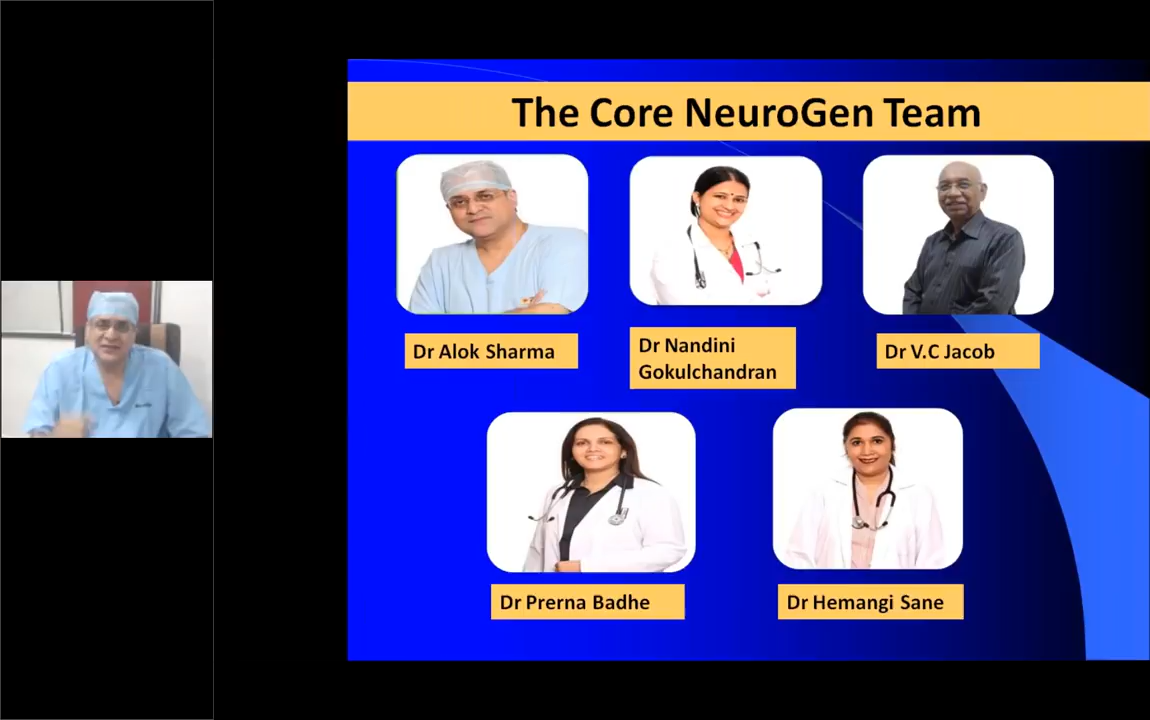 The Core NeuroGen Team
Dr Alok Sharma
Dr Nandini
Gokulchandran
Dr V.C Jacob
Dr Prerna Badhe
Dr Hemangi Sane